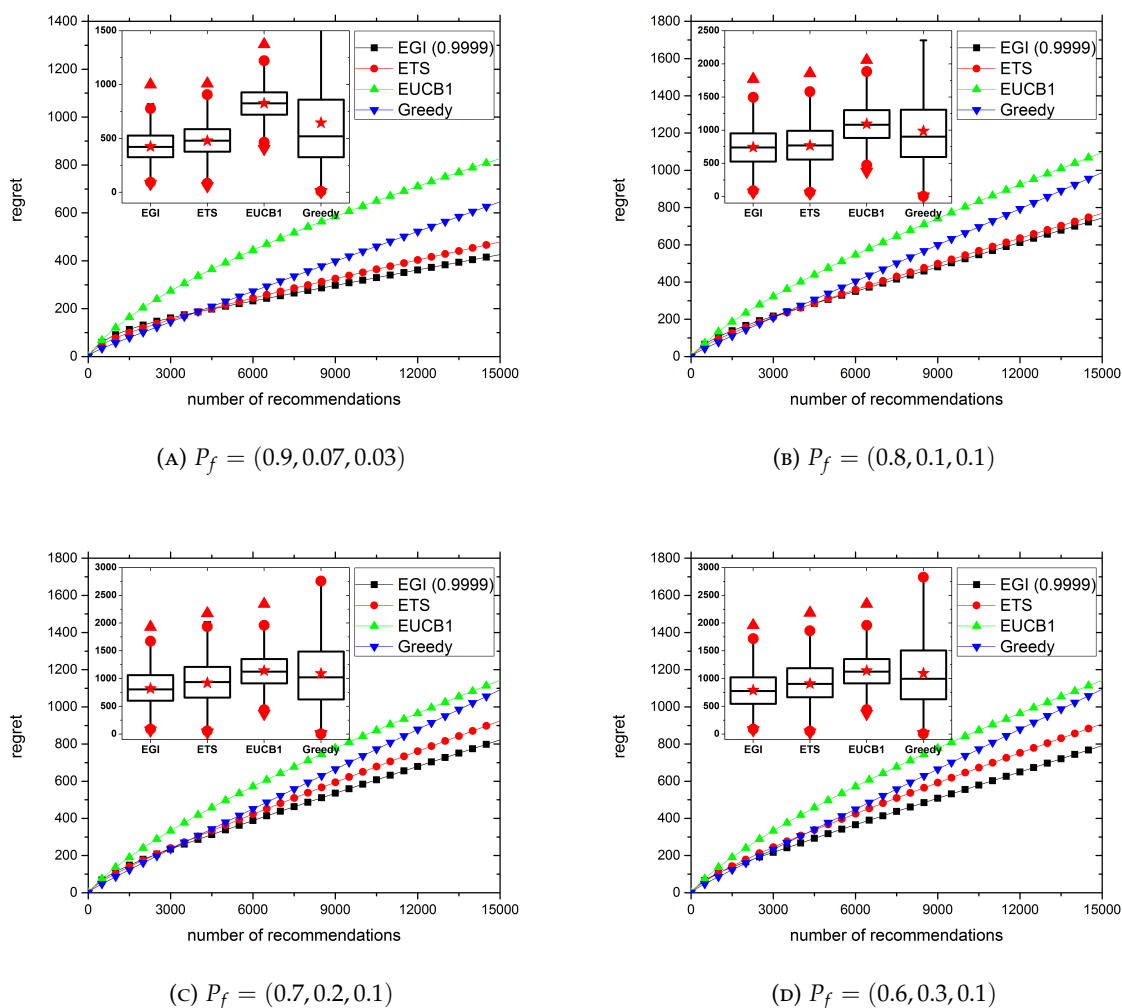 1400
1300
1200
1100
1000
900
800
700
600
500
400
300
200
100
0
regret
1500
1000
500
0
EGI ETS EUCB1 Greedy
EGI (0.9999)
ETS
EUCB1
Greedy
0 3000 6000 9000 12000 15000
number of recommendations
(A) P_f = (0.9, 0.07, 0.03)
1800
1600
1400
1200
1000
800
600
400
200
0
regret
2500
2000
1500
1000
500
0
EGI ETS EUCB1 Greedy
EGI (0.9999)
ETS
EUCB1
Greedy
0 3000 6000 9000 12000 15000
number of recommendations
(B) P_f = (0.8, 0.1, 0.1)
1800
1600
1400
1200
1000
800
600
400
200
0
regret
3000
2500
2000
1500
1000
500
0
EGI ETS EUCB1 Greedy
EGI (0.9999)
ETS
EUCB1
Greedy
0 3000 6000 9000 12000 15000
number of recommendations
(C) P_f = (0.7, 0.2, 0.1)
1800
1600
1400
1200
1000
800
600
400
200
0
regret
3000
2500
2000
1500
1000
500
0
EGI ETS EUCB1 Greedy
EGI (0.9999)
ETS
EUCB1
Greedy
0 3000 6000 9000 12000 15000
number of recommendations
(D) P_f = (0.6, 0.3, 0.1)